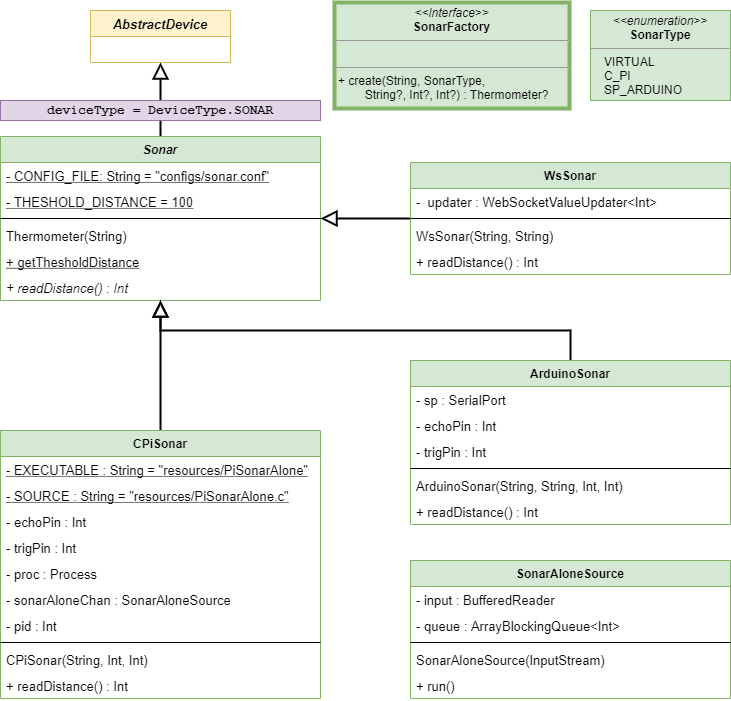 AbstractDevice
deviceType = DeviceType.SONAR
<<Interface>>
SonarFactory
+ create(String, SonarType,
String?, Int?, Int?) : Thermometer?
<<enumeration>>
SonarType
VIRTUAL
C_PI
SP_ARDUINO
Sonar
- CONFIG_FILE: String = "configs/sonar.conf"
- THESHOLD_DISTANCE = 100
Thermometer(String)
+ getThesholdDistance
+ readDistance() : Int
WsSonar
- updater : WebSocketValueUpdater<Int>
WsSonar(String, String)
+ readDistance() : Int
ArduinoSonar
- sp : SerialPort
- echoPin : Int
- trigPin : Int
ArduinoSonar(String, String, Int, Int)
+ readDistance() : Int
CPiSonar
- EXECUTABLE : String = "resources/PiSonarAlone"
- SOURCE : String = "resources/PiSonarAlone.c"
- echoPin : Int
- trigPin : Int
- proc : Process
- sonarAloneChan : SonarAloneSource
- pid : Int
CPiSonar(String, Int, Int)
+ readDistance() : Int
SonarAloneSource
- input : BufferedReader
- queue : ArrayBlockingQueue<Int>
SonarAloneSource(InputStream)
+ run()